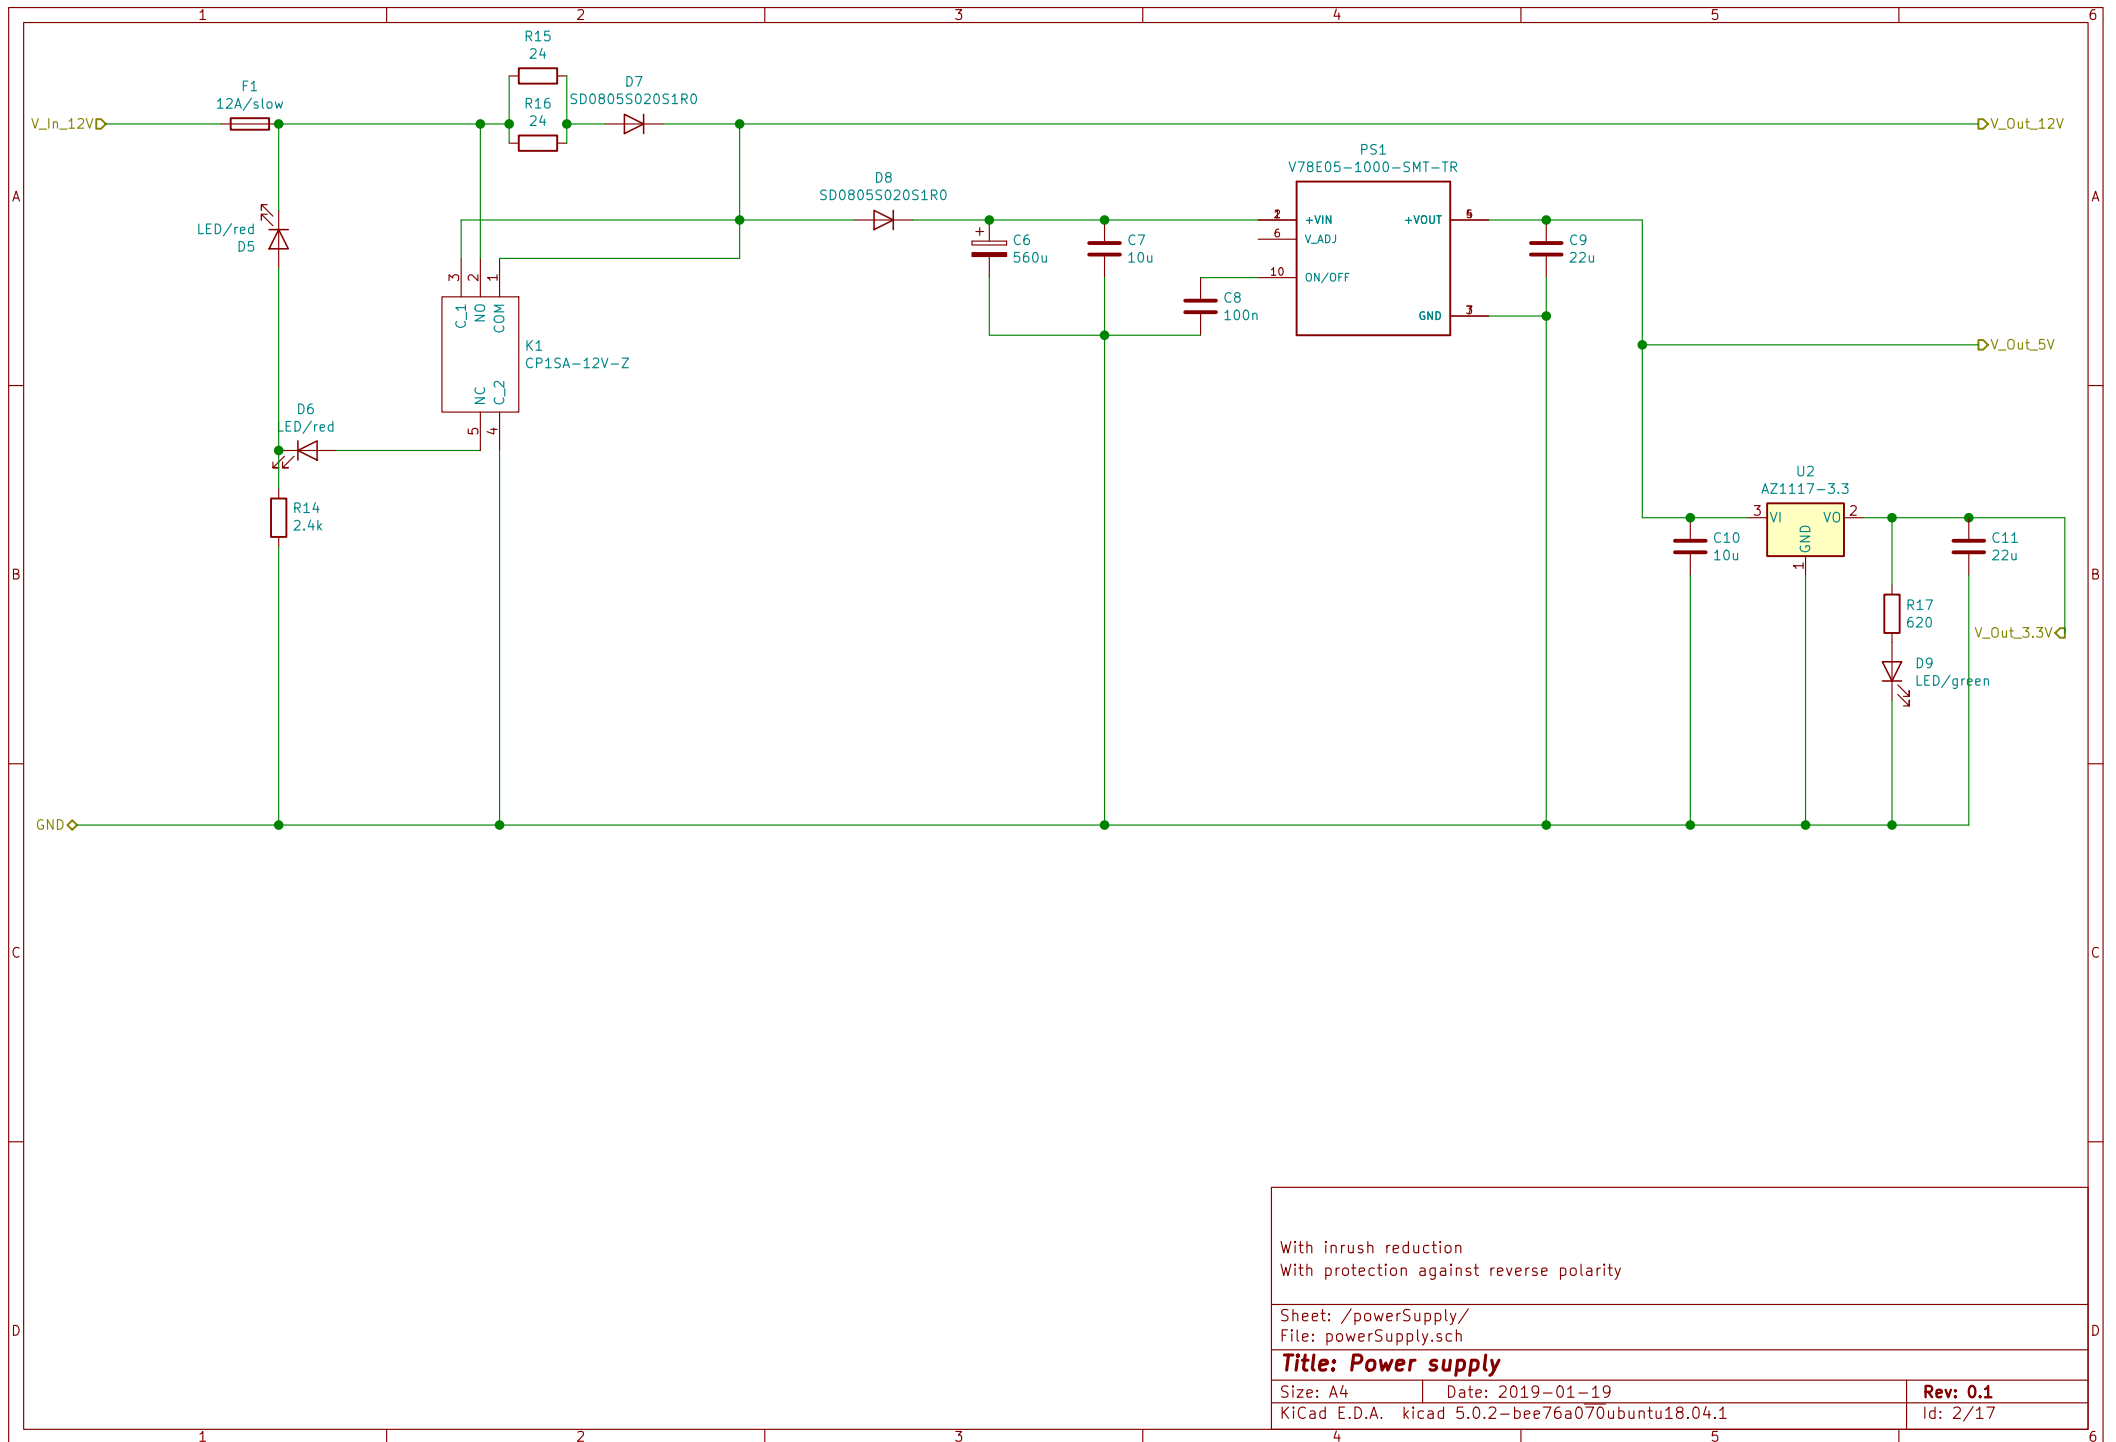 1 2 3 4 5 6
R15
24
F1
12A/slow
D7
SD0805S020S1R0
R16
24
V_In_12V
V_Out_12V
PS1
V78E05-1000-SMT-TR
D8
SD0805S020S1R0
A
A
+VIN
+VOUT
6
V_ADJ
10
ON/OFF
GND
LED/red
D5
+
C6
560u
C7
10u
C8
100n
C9
22u
3
2
1
C_1
NO
COM
K1
CP1SA-12V-Z
NC
C_2
5
4
V_Out_5V
D6
LED/red
R14
2.4k
U2
AZ1117-3.3
3
VI
VO
2
GND
1
C10
10u
C11
22u
B
B
R17
620
V_Out_3.3V
D9
LED/green
GND
C
C
With inrush reduction
With protection against reverse polarity
Sheet: /powerSupply/
File: powerSupply.sch
D
D
Title: Power supply
Size: A4
Date: 2019-01-19
Rev: 0.1
KiCad E.D.A. kicad 5.0.2-bee76a070ubuntu18.04.1
Id: 2/17
1 2 3 4 5 6